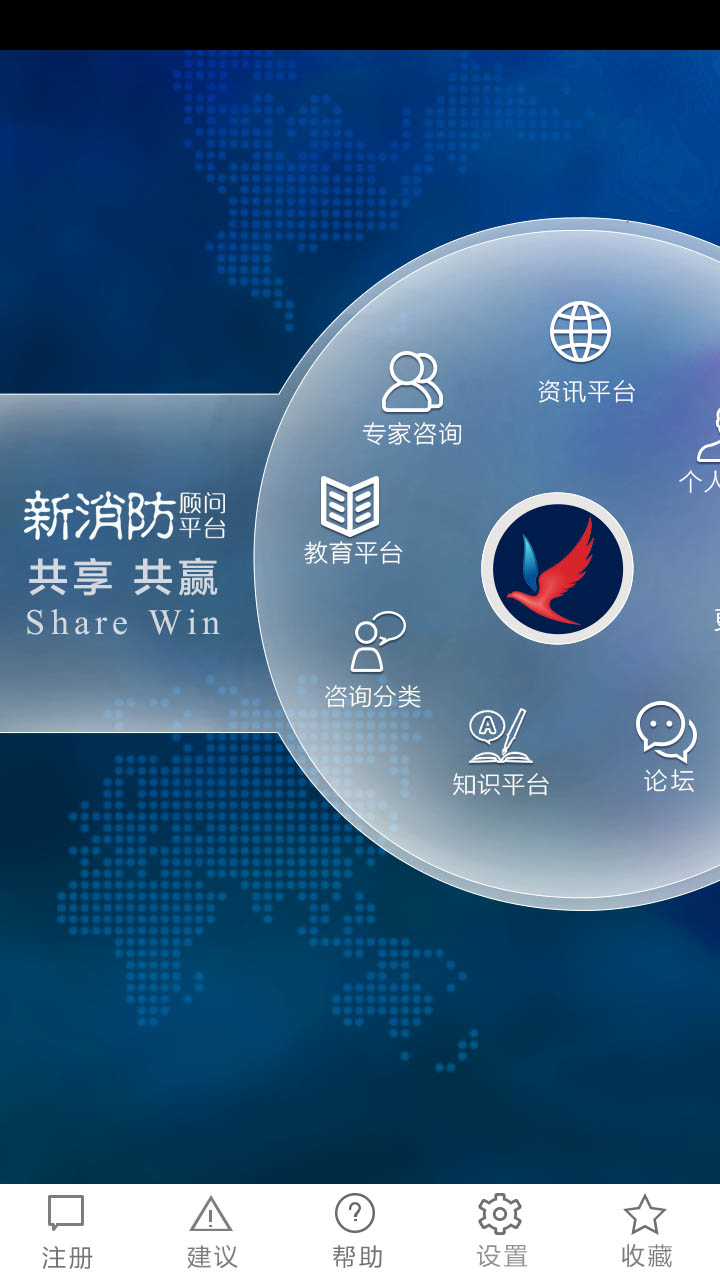 资讯平台
专家咨询
个人
新消防顾问平台
教育平台
共享 共赢
Share Win
咨询分类
A
知识平台
论坛
注册
建议
帮助
设置
收藏